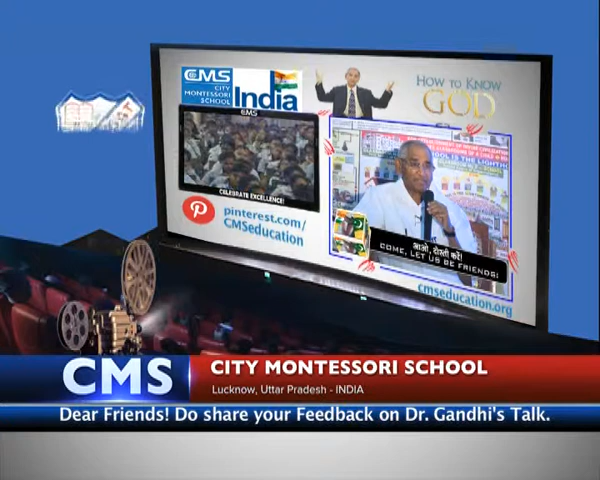 CMS
CITY
MONTESSORI
SCHOOL
India
CMS
CELEBRATE EXCELLENCE!
pinterest.com/
CMSeducation
HOW TO KNOW
GOD
आओ, दोस्ती करें!
COME, LET US BE FRIENDS!
cmseducation.org
CMS
CITY MONTESSORI SCHOOL
Lucknow, Uttar Pradesh - INDIA
Dear Friends! Do share your Feedback on Dr. Gandhi's Talk.